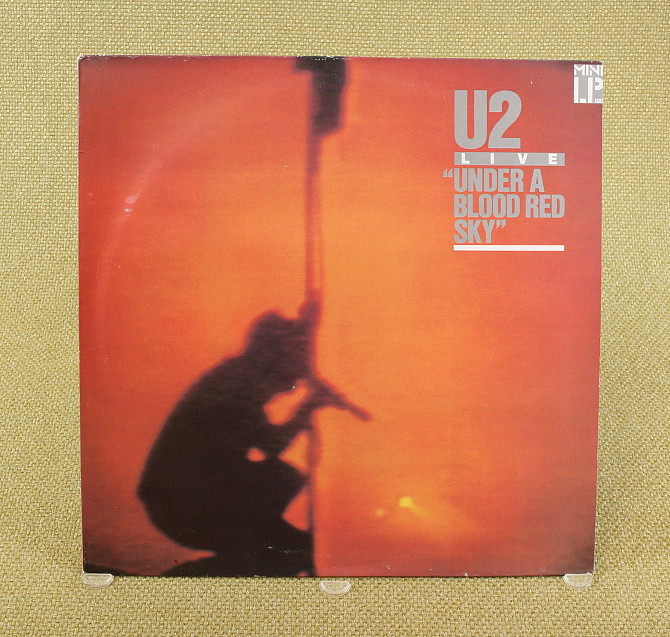 MINI
LP
U2
LIVE
“UNDER A
BLOOD RED
SKY”